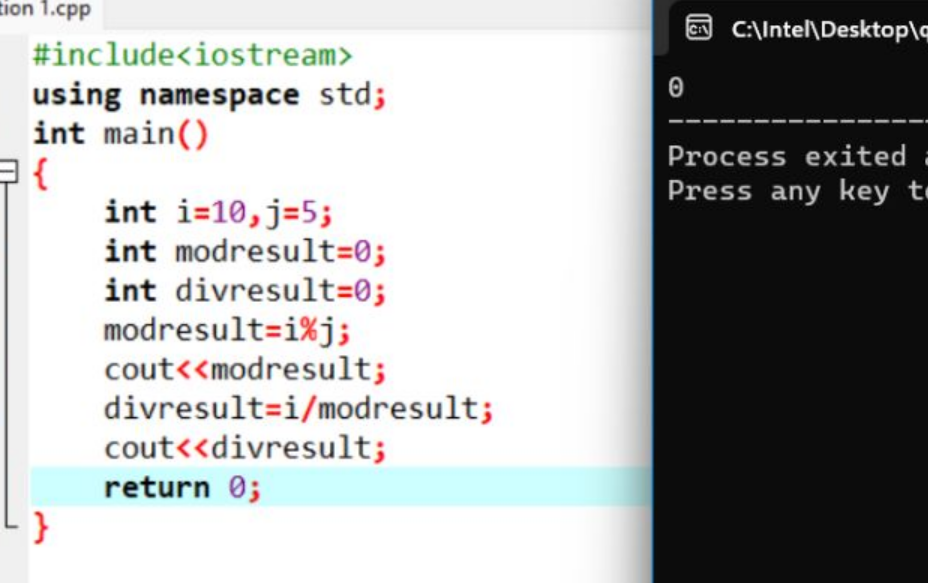 tion 1.cpp
#include<iostream>
using namespace std;
int main()
{
int i=10,j=5;
int modresult=0;
int divresult=0;
modresult=i%j;
cout<<modresult;
divresult=i/modresult;
cout<<divresult;
return 0;
}
C:\Intel\Desktop\q
0
--------------------
Process exited a
Press any key to